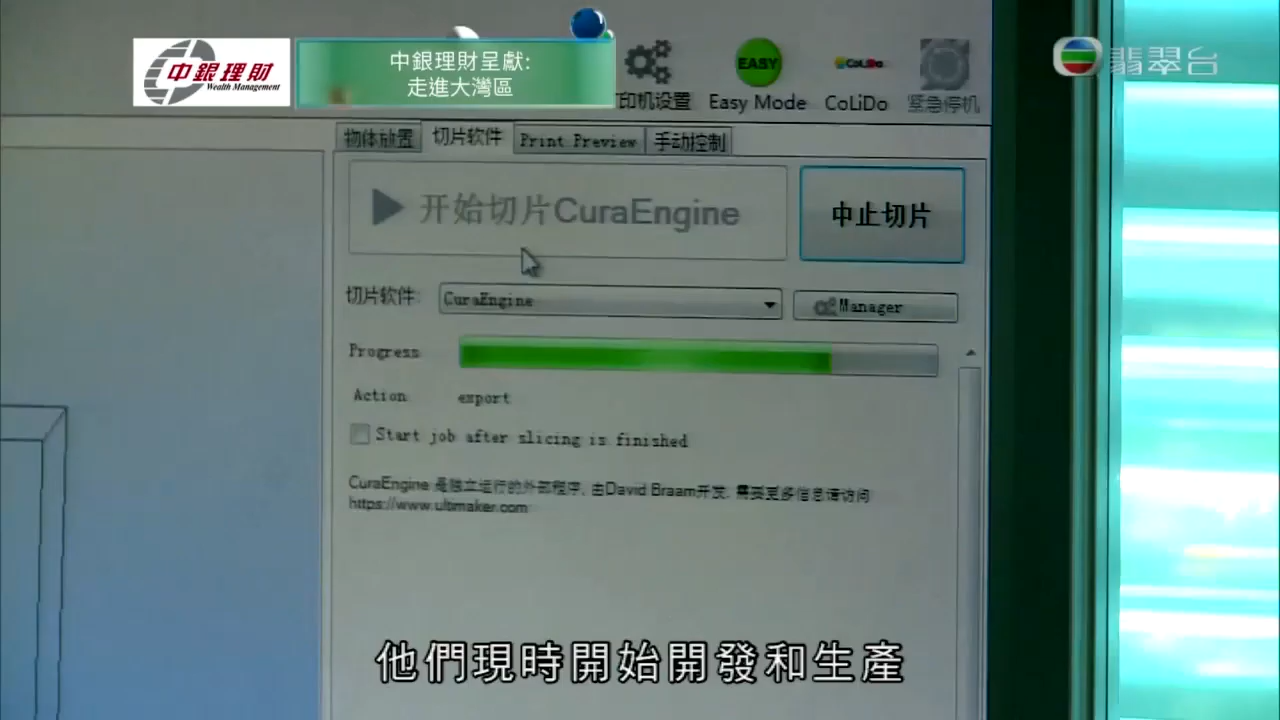 中銀理財
Wealth Management
中銀理財呈獻:
走進大灣區
翡翠台
印机设置
EASY
Easy Mode
CoLiDo
CoLiDo
紧急停机
物体放置
切片软件
Print Preview
手动控制
开始切片CuraEngine
中止切片
切片软件:
CuraEngine
Manager
Progress
Action
export
Start job after slicing is finished
CuraEngine 是独立运行的外部程序, 由David Braam开发. 需要更多信息请访问
https://www.ultimaker.com
他們現時開始開發和生產